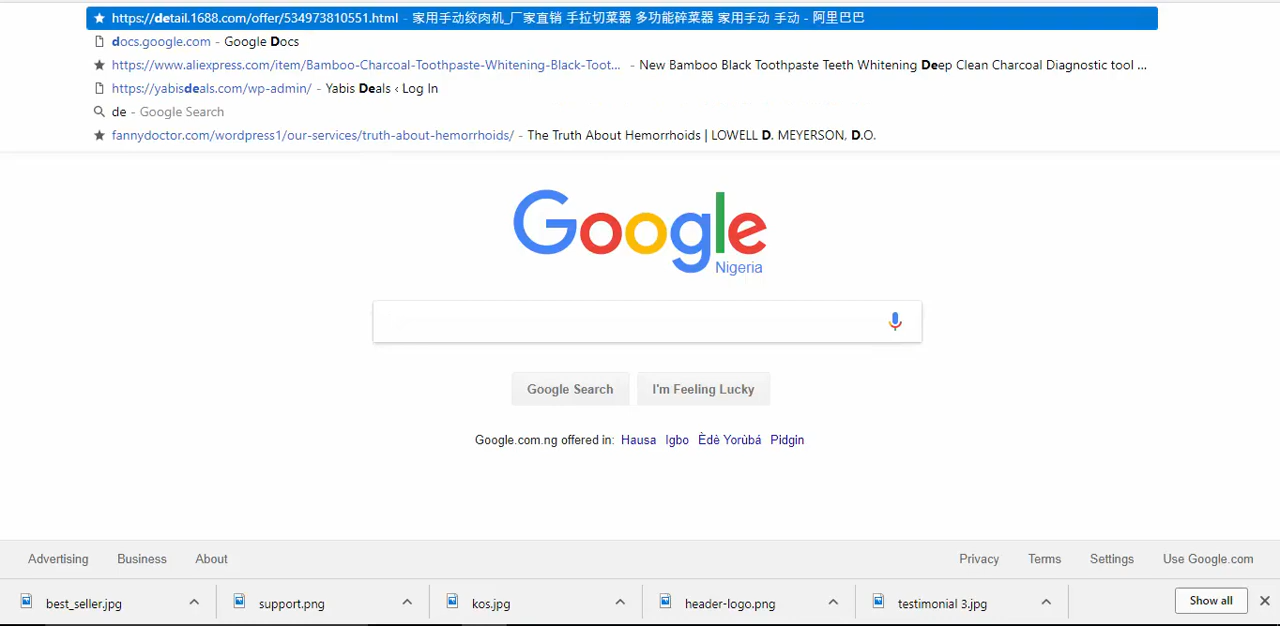 https://detail.1688.com/offer/534973810551.html - 家用手动绞肉机_厂家直销 手拉切菜器 多功能碎菜器 家用手动 手动 - 阿里巴巴
docs.google.com - Google Docs
https://www.aliexpress.com/item/Bamboo-Charcoal-Toothpaste-Whitening-Black-Toot... - New Bamboo Black Toothpaste Teeth Whitening Deep Clean Charcoal Diagnostic tool ...
https://yabisdeals.com/wp-admin/ - Yabis Deals ‹ Log In
de - Google Search
fannydoctor.com/wordpress1/our-services/truth-about-hemorrhoids/ - The Truth About Hemorrhoids | LOWELL D. MEYERSON, D.O.
Google
Nigeria
Google Search I'm Feeling Lucky
Google.com.ng offered in: Hausa Igbo Èdè Yorùbá Pidgin
Advertising Business About Privacy Terms Settings Use Google.com
best_seller.jpg support.png kos.jpg header-logo.png testimonial 3.jpg Show all